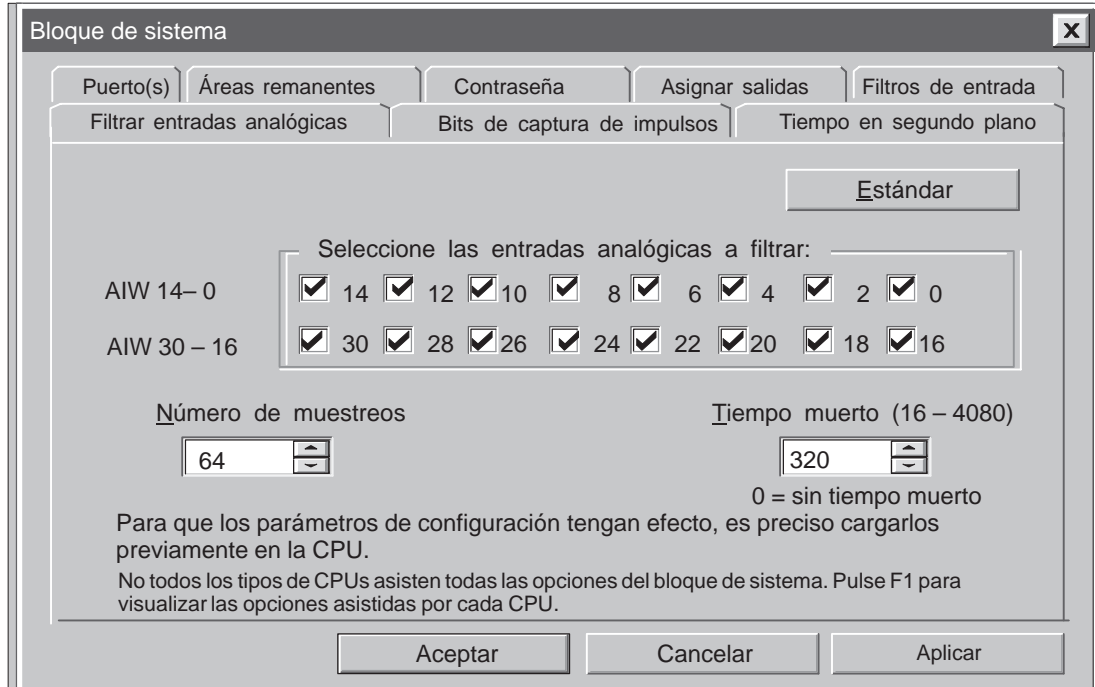 Bloque de sistema
Puerto(s) Áreas remanentes Contraseña Asignar salidas Filtros de entrada
Filtrar entradas analógicas Bits de captura de impulsos Tiempo en segundo plano
Estándar
Seleccione las entradas analógicas a filtrar:
AIW 14– 0 14 12 10 8 6 4 2 0
AIW 30 – 16 30 28 26 24 22 20 18 16
Número de muestreos Tiempo muerto (16 – 4080)
64 320
0 = sin tiempo muerto
Para que los parámetros de configuración tengan efecto, es preciso cargarlos
previamente en la CPU.
No todos los tipos de CPUs asisten todas las opciones del bloque de sistema. Pulse F1 para
visualizar las opciones asistidas por cada CPU.
Aceptar Cancelar Aplicar